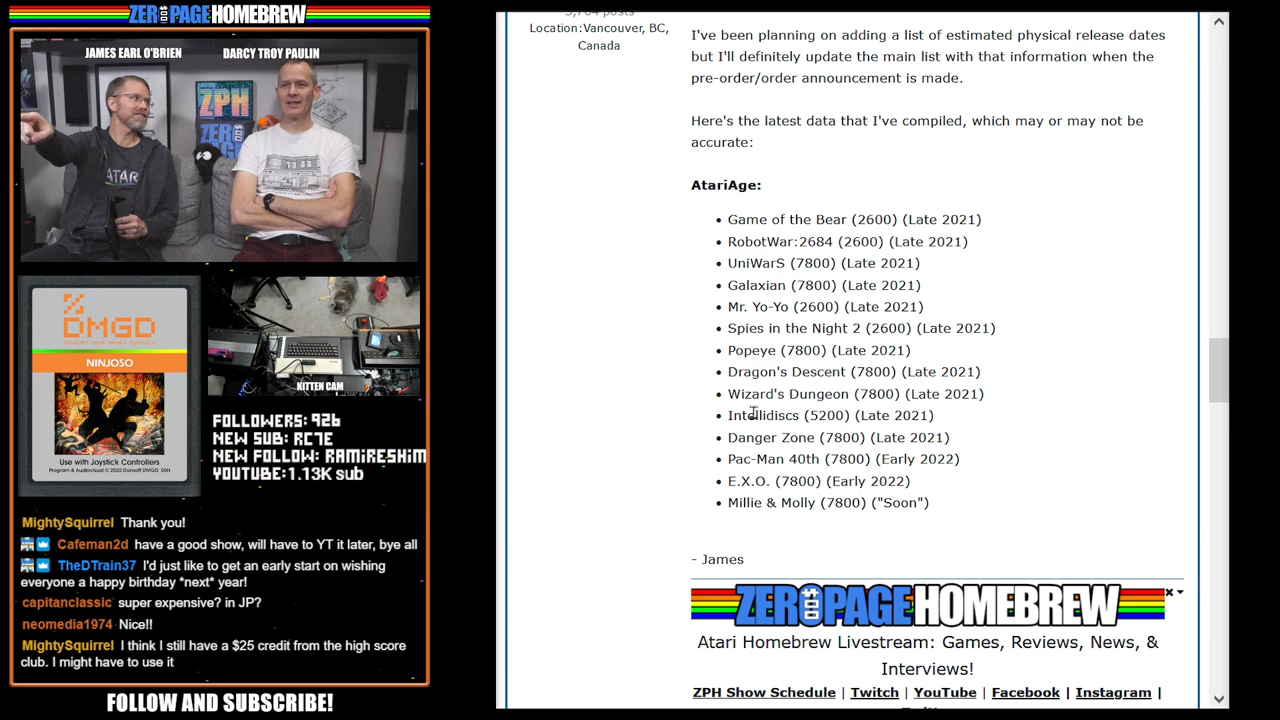 ZEROPAGE HOMEBREW
JAMES EARL O'BRIEN
DARCY TROY PAULIN
ZPH
ATARI
DMGD
NINJOSO
Use with Joystick Controllers
Program & Audiovisual © 2020 Donsoft DMGD 00H
KITTEN CAM
FOLLOWERS: 926
NEW SUB: RC7E
NEW FOLLOW: RAMIRESHIM
YOUTUBE: 1.13K sub
MightySquirrel Thank you!
Cafeman2d have a good show, will have to YT it later, bye all
TheDTrain37 I'd just like to get an early start on wishing
everyone a happy birthday *next* year!
capitanclassic super expensive? in JP?
neomedia1974 Nice!!
MightySquirrel I think I still have a $25 credit from the high score
club. I might have to use it
FOLLOW AND SUBSCRIBE!
Location:Vancouver, BC,
Canada
I've been planning on adding a list of estimated physical release dates
but I'll definitely update the main list with that information when the
pre-order/order announcement is made.
Here's the latest data that I've compiled, which may or may not be
accurate:
AtariAge:
• Game of the Bear (2600) (Late 2021)
• RobotWar:2684 (2600) (Late 2021)
• UniWarS (7800) (Late 2021)
• Galaxian (7800) (Late 2021)
• Mr. Yo-Yo (2600) (Late 2021)
• Spies in the Night 2 (2600) (Late 2021)
• Popeye (7800) (Late 2021)
• Dragon's Descent (7800) (Late 2021)
• Wizard's Dungeon (7800) (Late 2021)
• Intellidiscs (5200) (Late 2021)
• Danger Zone (7800) (Late 2021)
• Pac-Man 40th (7800) (Early 2022)
• E.X.O. (7800) (Early 2022)
• Millie & Molly (7800) ("Soon")
- James
ZEROPAGE HOMEBREW
Atari Homebrew Livestream: Games, Reviews, News, &
Interviews!
ZPH Show Schedule | Twitch | YouTube | Facebook | Instagram |